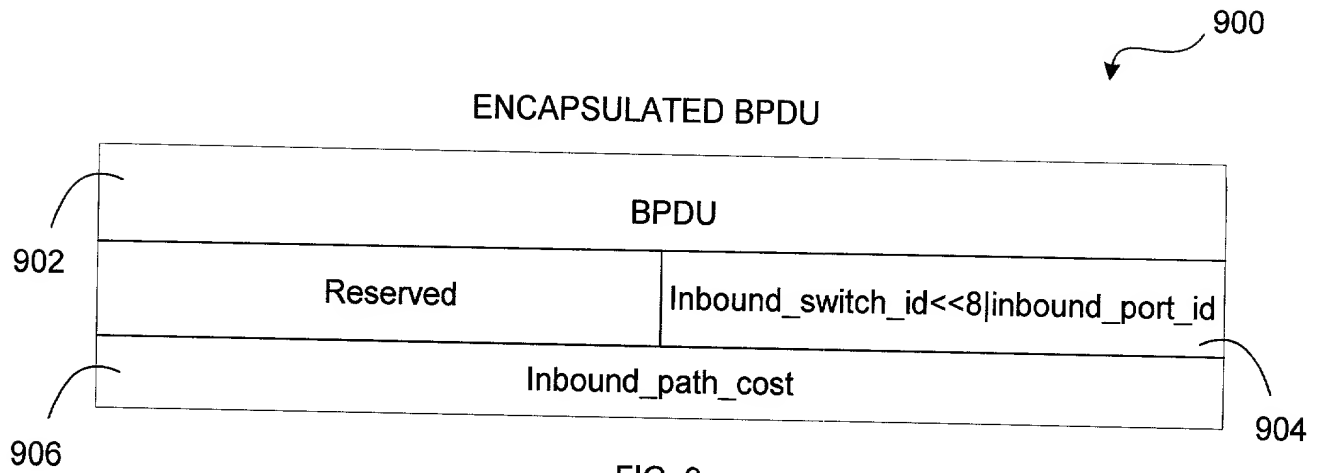 900
ENCAPSULATED BPDU
BPDU
902
Reserved
Inbound_switch_id<<8|inbound_port_id
Inbound_path_cost
906
904